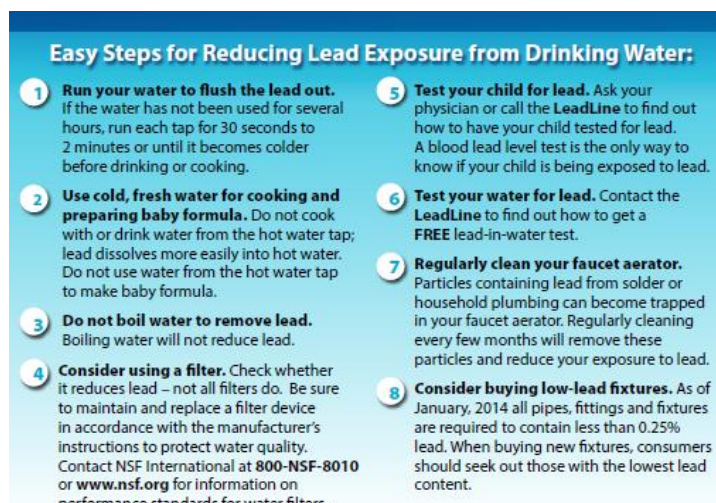 Easy Steps for Reducing Lead Exposure from Drinking Water:
1 Run your water to flush the lead out.
If the water has not been used for several
hours, run each tap for 30 seconds to
2 minutes or until it becomes colder
before drinking or cooking.
2 Use cold, fresh water for cooking and
preparing baby formula. Do not cook
with or drink water from the hot water tap;
lead dissolves more easily into hot water.
Do not use water from the hot water tap
to make baby formula.
3 Do not boil water to remove lead.
Boiling water will not reduce lead.
4 Consider using a filter. Check whether
it reduces lead – not all filters do. Be sure
to maintain and replace a filter device
in accordance with the manufacturer's
instructions to protect water quality.
Contact NSF International at 800-NSF-8010
or www.nsf.org for information on
performance standards for water filters
5 Test your child for lead. Ask your
physician or call the LeadLine to find out
how to have your child tested for lead.
A blood lead level test is the only way to
know if your child is being exposed to lead.
6 Test your water for lead. Contact the
LeadLine to find out how to get a
FREE lead-in-water test.
7 Regularly clean your faucet aerator.
Particles containing lead from solder or
household plumbing can become trapped
in your faucet aerator. Regularly cleaning
every few months will remove these
particles and reduce your exposure to lead.
8 Consider buying low-lead fixtures. As of
January, 2014 all pipes, fittings and fixtures
are required to contain less than 0.25%
lead. When buying new fixtures, consumers
should seek out those with the lowest lead
content.